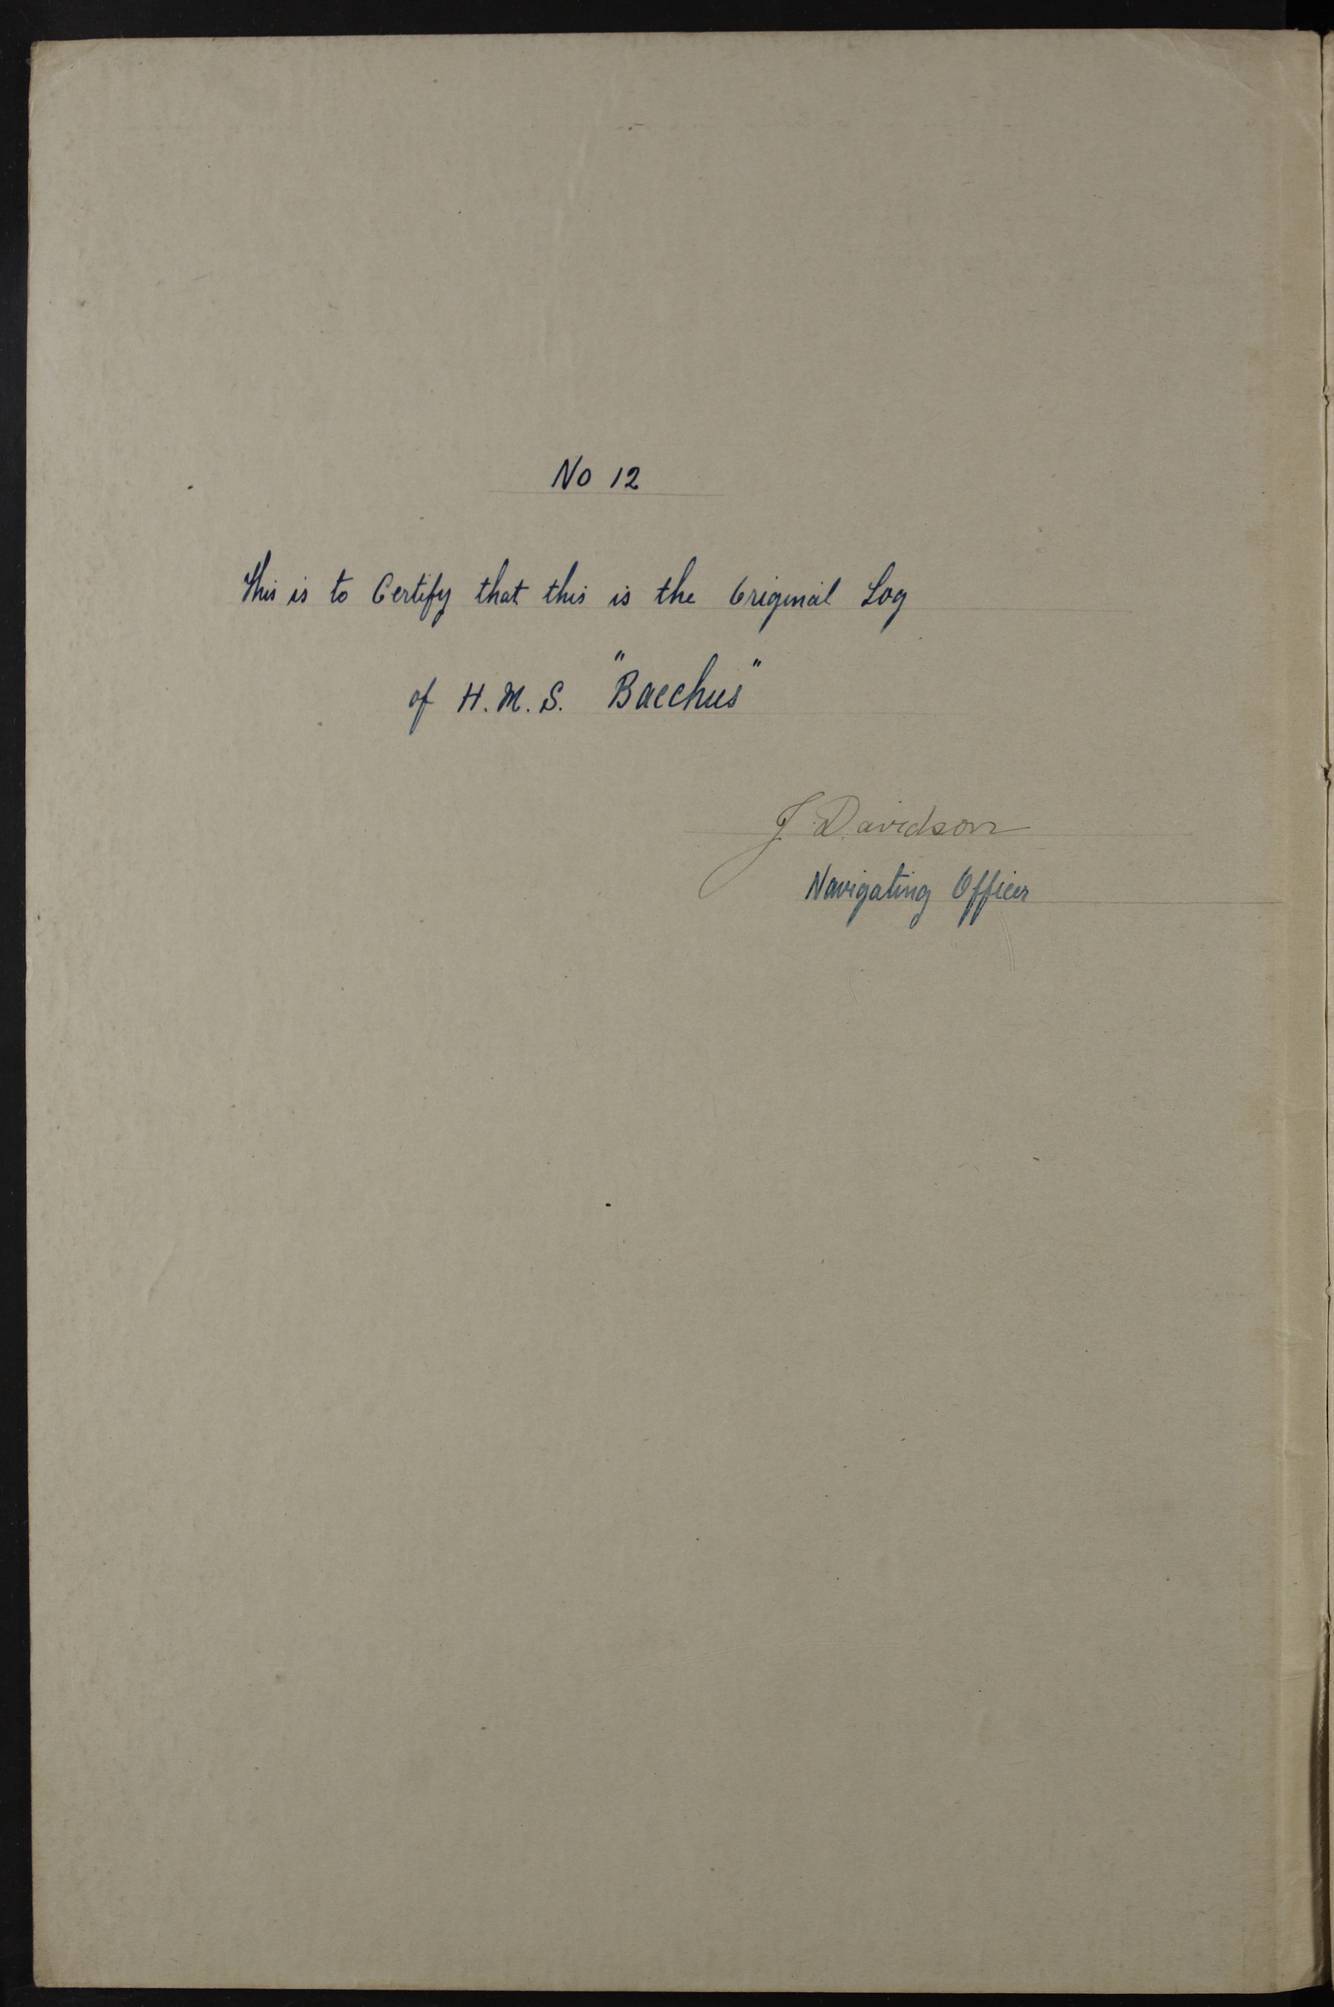 No 12
This is to Certify that this is the Original Log
of H.M.S. "Bacchus"
J. Davidson
Navigating Officer